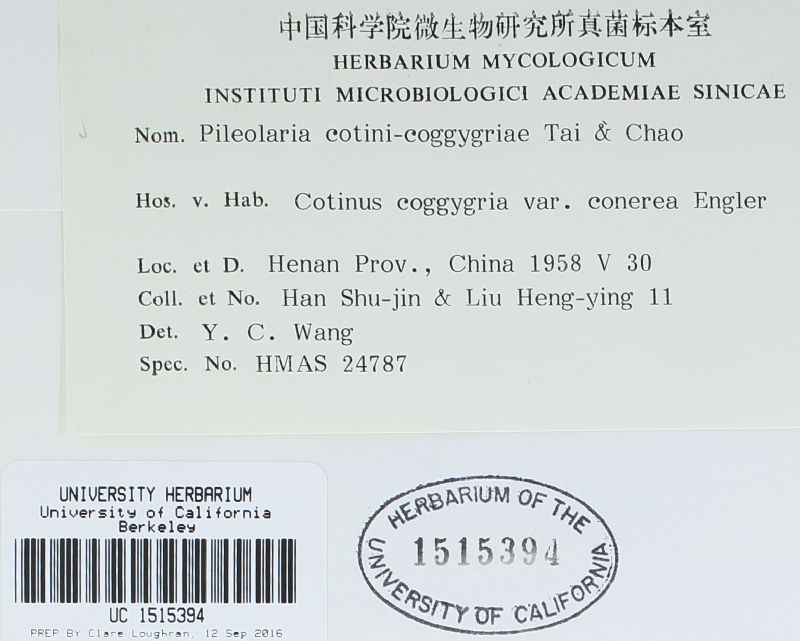 中国科学院微生物研究所真菌标本室
HERBARIUM MYCOLOGICUM
INSTITUTI MICROBIOLOGICI ACADEMIAE SINICAE
Nom. Pileolaria cotini-coggygriae Tai & Chao
Hos. v. Hab. Cotinus coggygria var. conerea Engler
Loc. et D. Henan Prov., China 1958 V 30
Coll. et No. Han Shu-jin & Liu Heng-ying 11
Det. Y. C. Wang
Spec. No. HMAS 24787
UNIVERSITY HERBARIUM
University of California
Berkeley
UC 1515394
PREP BY Clare Loughran, 12 Sep 2016
HERBARIUM OF THE
1515394
UNIVERSITY OF CALIFORNIA